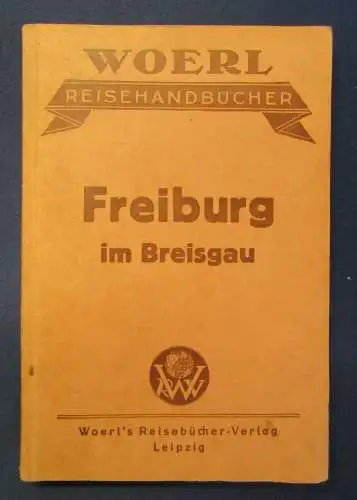 WOERL
REISEHANDBÜCHER
Freiburg
im Breisgau
Woerl's Reisebücher-Verlag
Leipzig